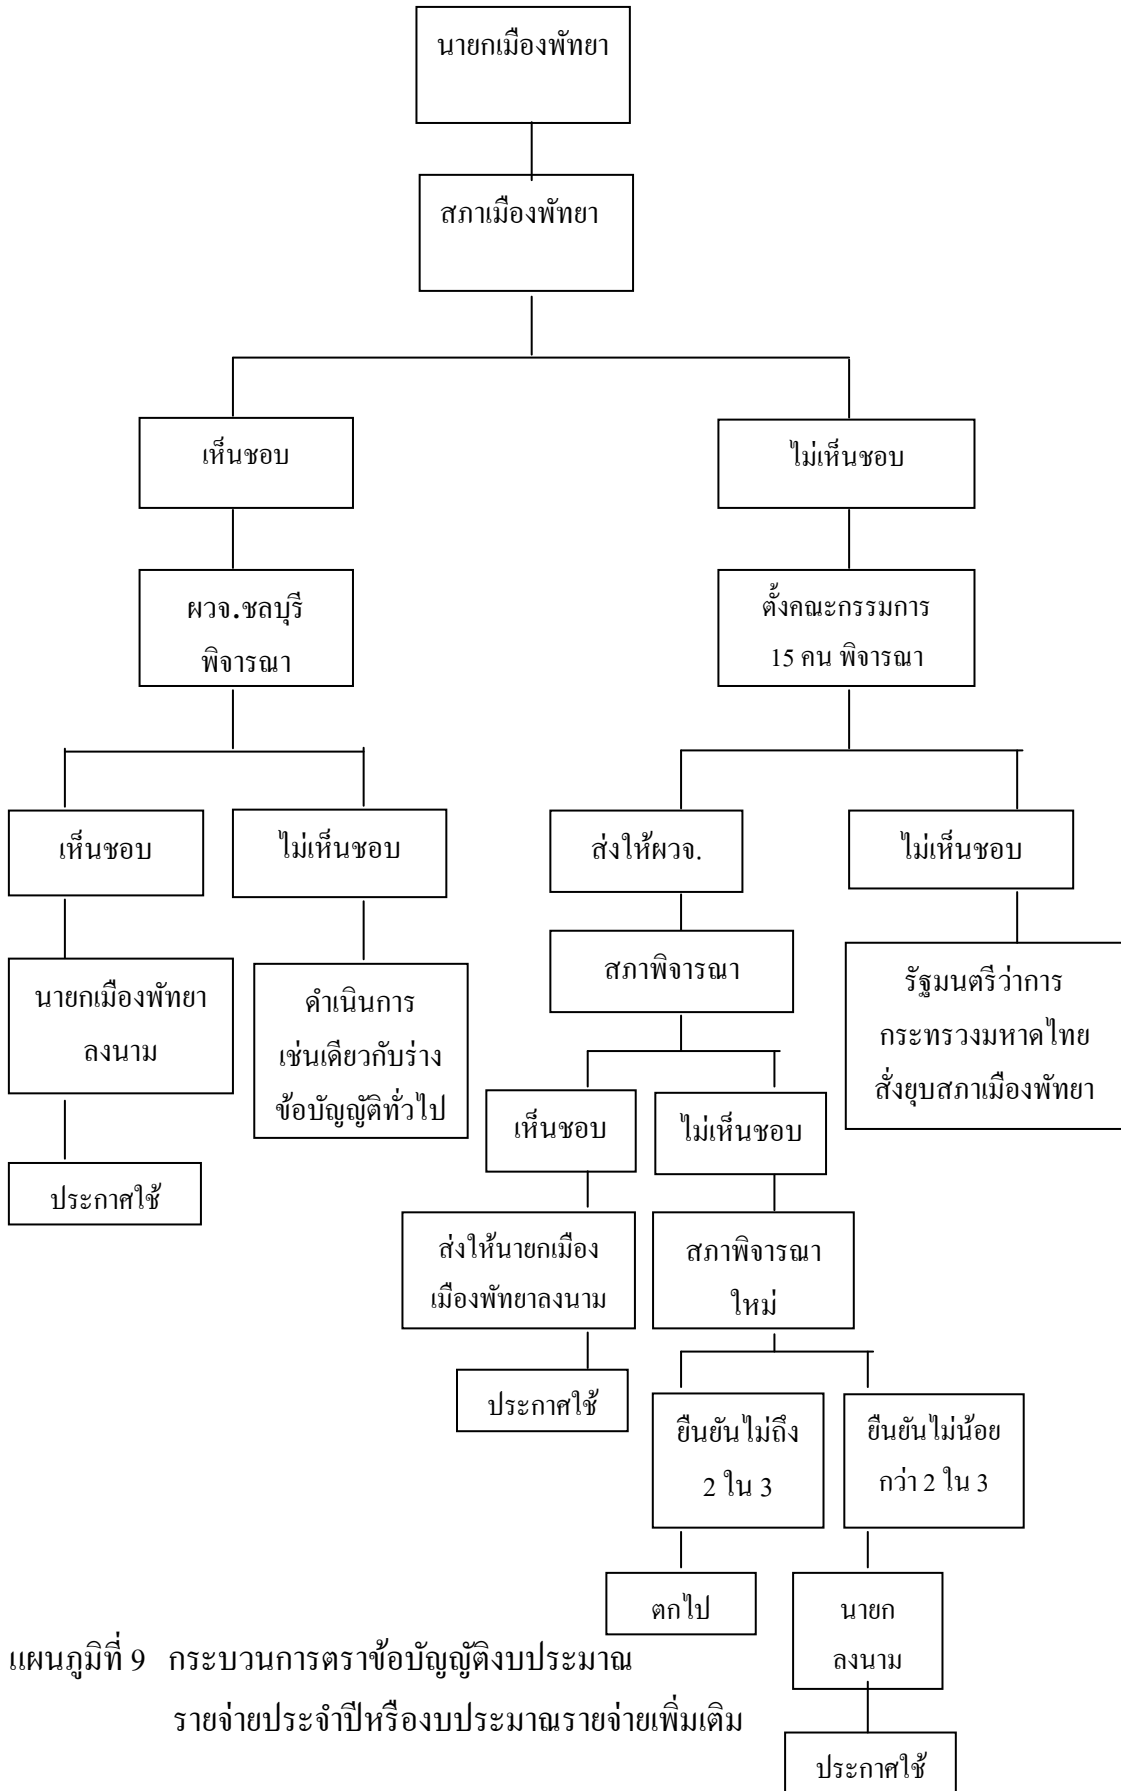 นายกเมืองพัทยา
สภาเมืองพัทยา
เห็นชอบ
ไม่เห็นชอบ
ผวจ.ชลบุรี
พิจารณา
ตั้งคณะกรรมการ
15 คน พิจารณา
เห็นชอบ
ไม่เห็นชอบ
ส่งให้ผวจ.
ไม่เห็นชอบ
นายกเมืองพัทยา
ลงนาม
ดำเนินการ
เช่นเดียวกับร่าง
ข้อบัญญัติทั่วไป
สภาพิจารณา
รัฐมนตรีว่าการ
กระทรวงมหาดไทย
สั่งยุบสภาเมืองพัทยา
ประกาศใช้
เห็นชอบ
ไม่เห็นชอบ
ส่งให้นายกเมือง
เมืองพัทยาลงนาม
สภาพิจารณา
ใหม่
ประกาศใช้
ยืนยันไม่ถึง
2 ใน 3
ยืนยันไม่น้อย
กว่า 2 ใน 3
ตกไป
นายก
ลงนาม
ประกาศใช้
แผนภูมิที่ 9 กระบวนการตราข้อบัญญัติงบประมาณ
รายจ่ายประจำปีหรืองบประมาณรายจ่ายเพิ่มเติม